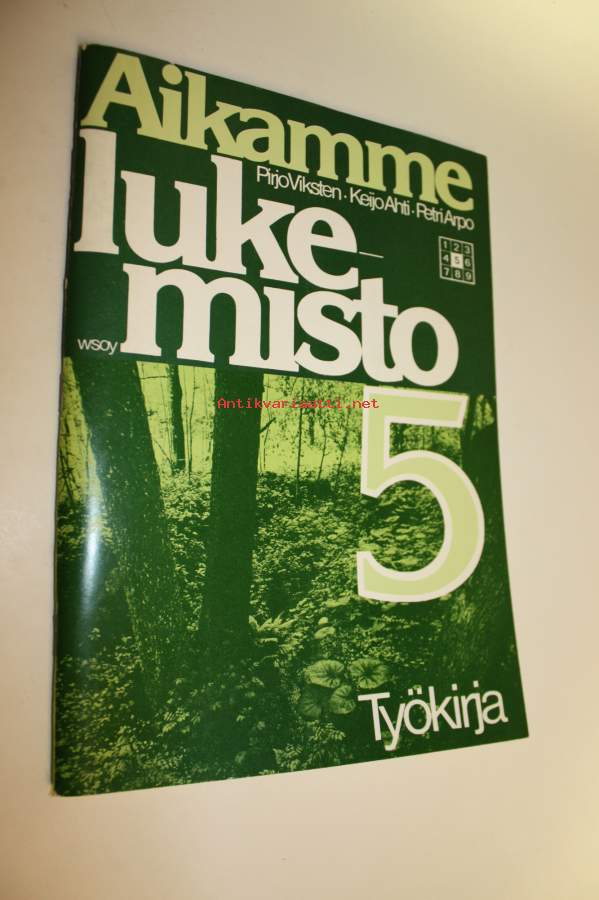 Aikamme
Pirjo Viksten · Keijo Ahti · Petri Arpo
luke-
misto
1 2 3
4 5 6
7 8 9
wsoy
5
Antikvariaatti.net
Työkirja